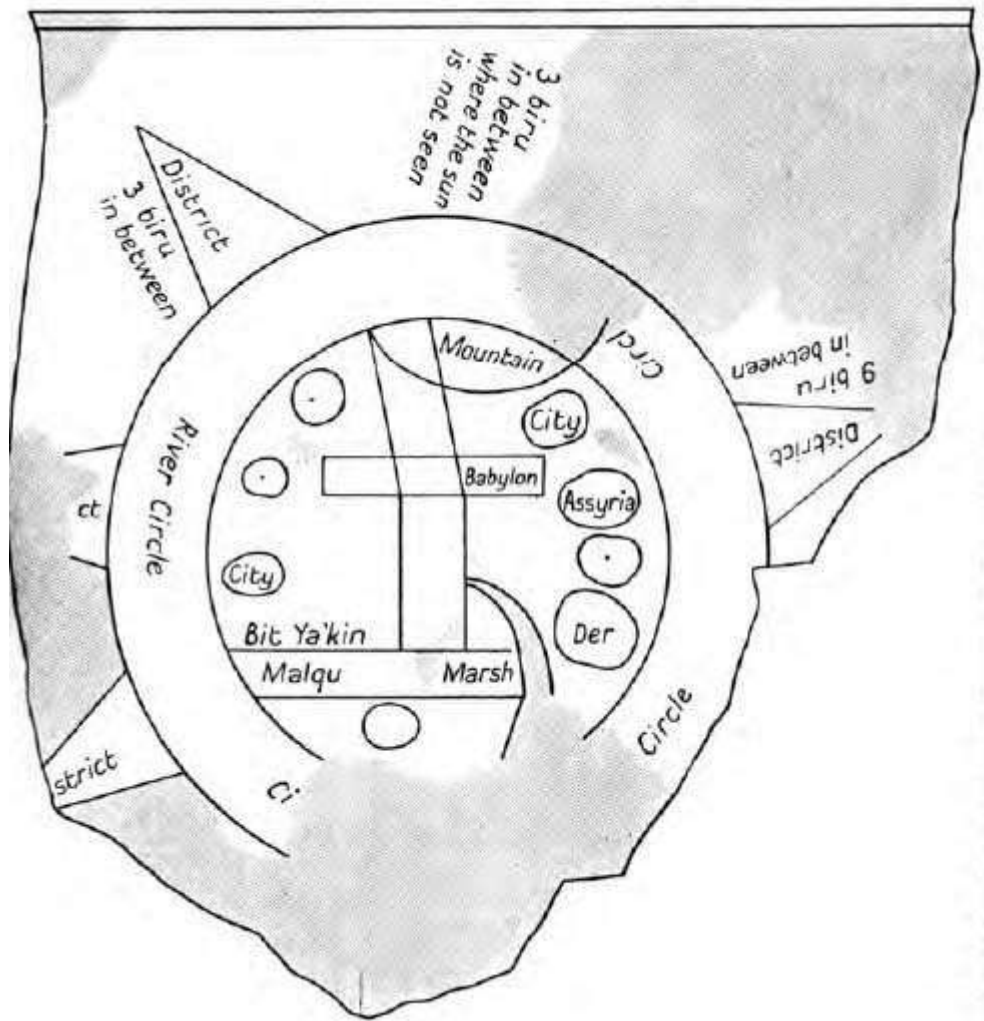 3 biru
in between
where the sun
is not seen
District
3 biru
in between
Mountain
Circl
9 biru
in between
District
City
River Circle
Babylon
Assyria
ct
City
Bit Ya'kin
Der
Malqu
Marsh
Circle
strict
Ci